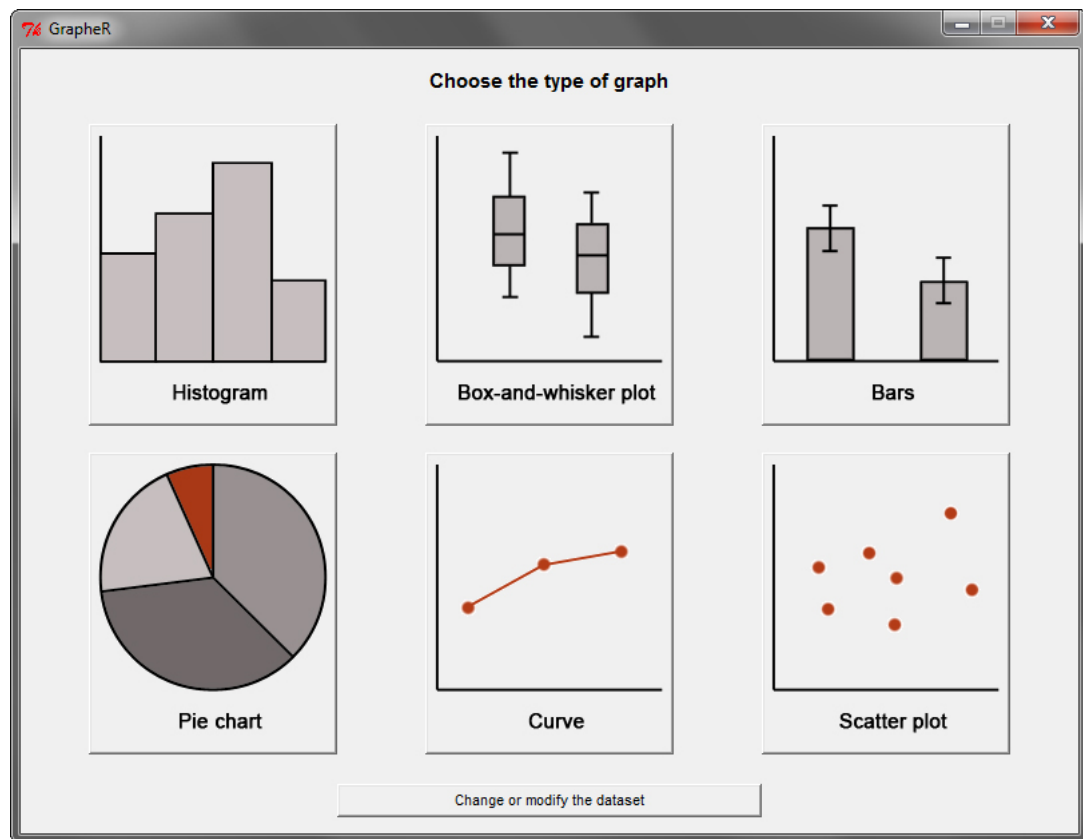 GrapheR
Choose the type of graph
Histogram
Box-and-whisker plot
Bars
Pie chart
Curve
Scatter plot
Change or modify the dataset